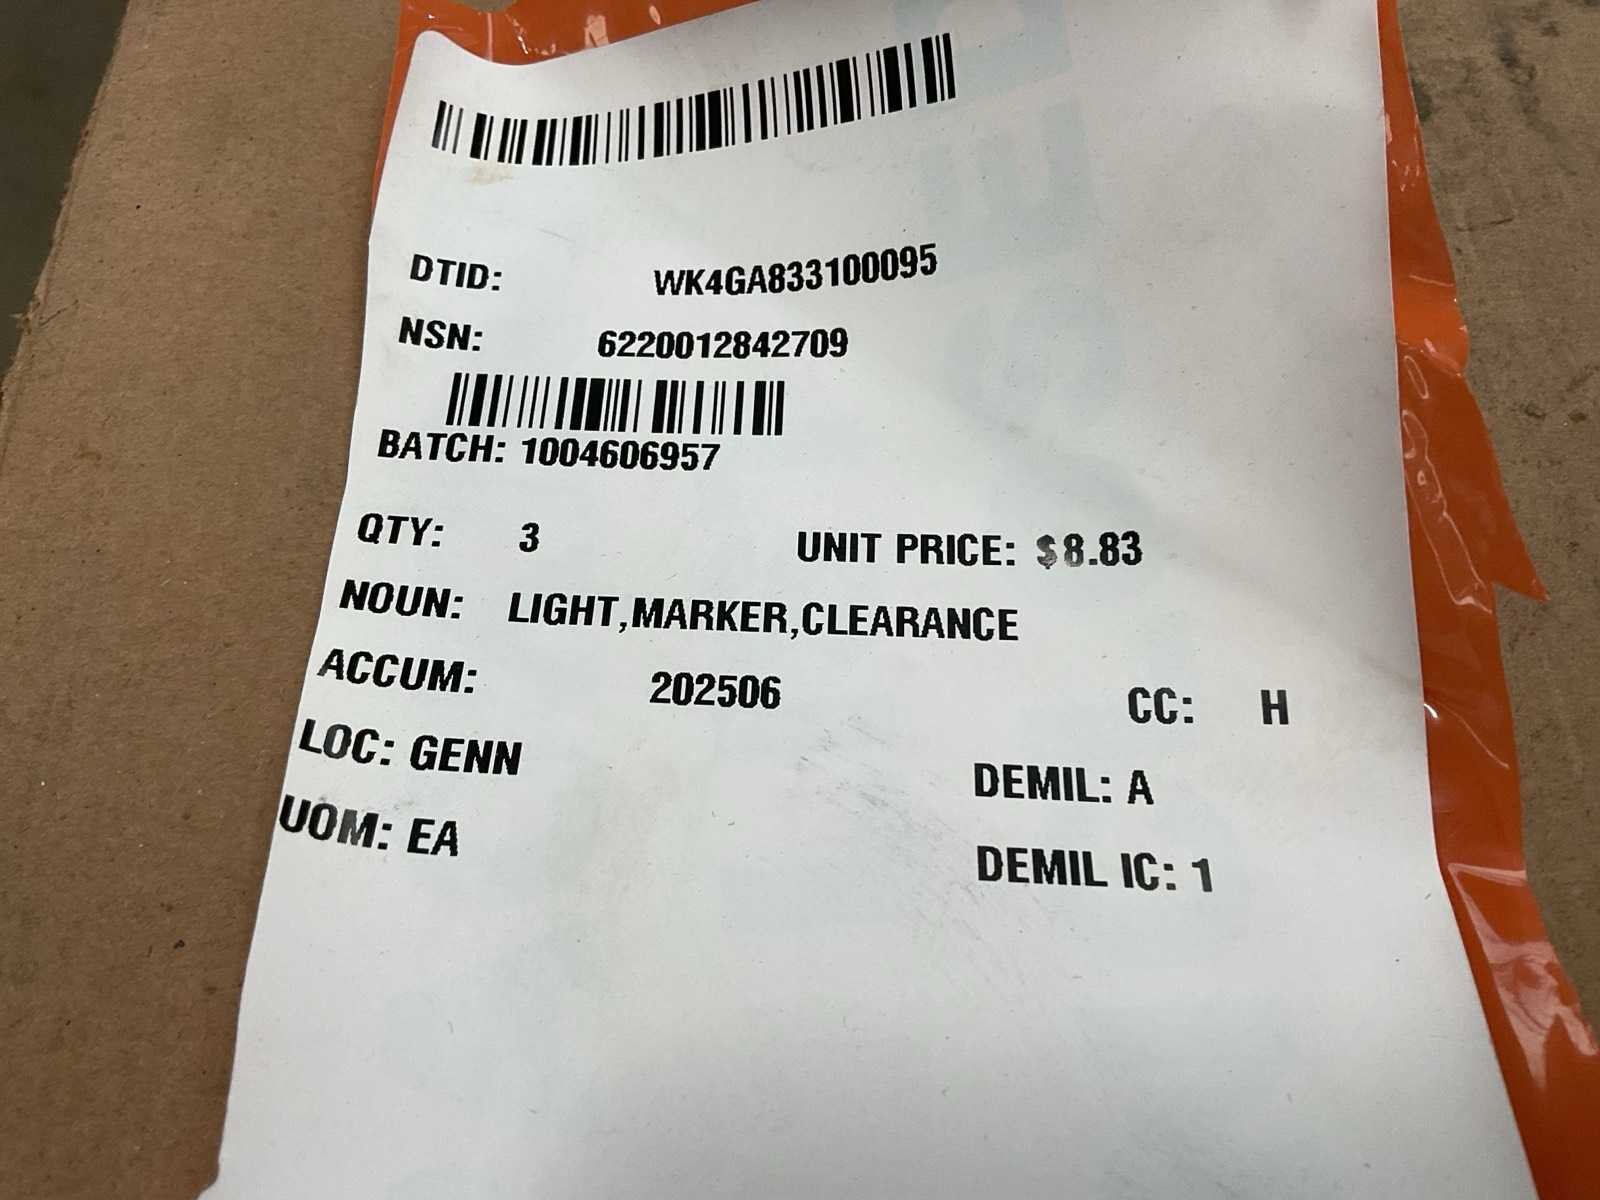 DTID: WK4GA833100095
NSN: 6220012842709
BATCH: 1004606957
QTY: 3 UNIT PRICE: $8.83
NOUN: LIGHT,MARKER,CLEARANCE
ACCUM: 202506 CC: H
LOC: GENN DEMIL: A
UOM: EA DEMIL IC: 1